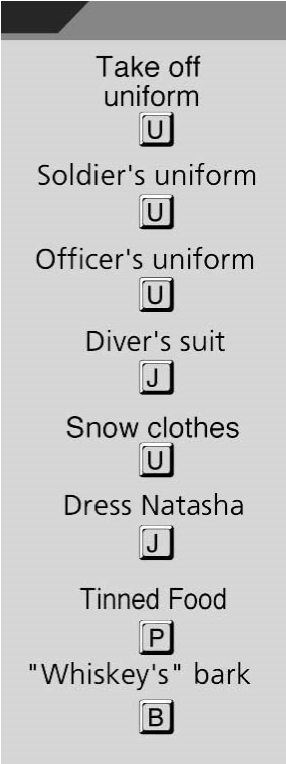 Take off
uniform
U
Soldier's uniform
U
Officer's uniform
U
Diver's suit
J
Snow clothes
U
Dress Natasha
J
Tinned Food
P
"Whiskey's" bark
B